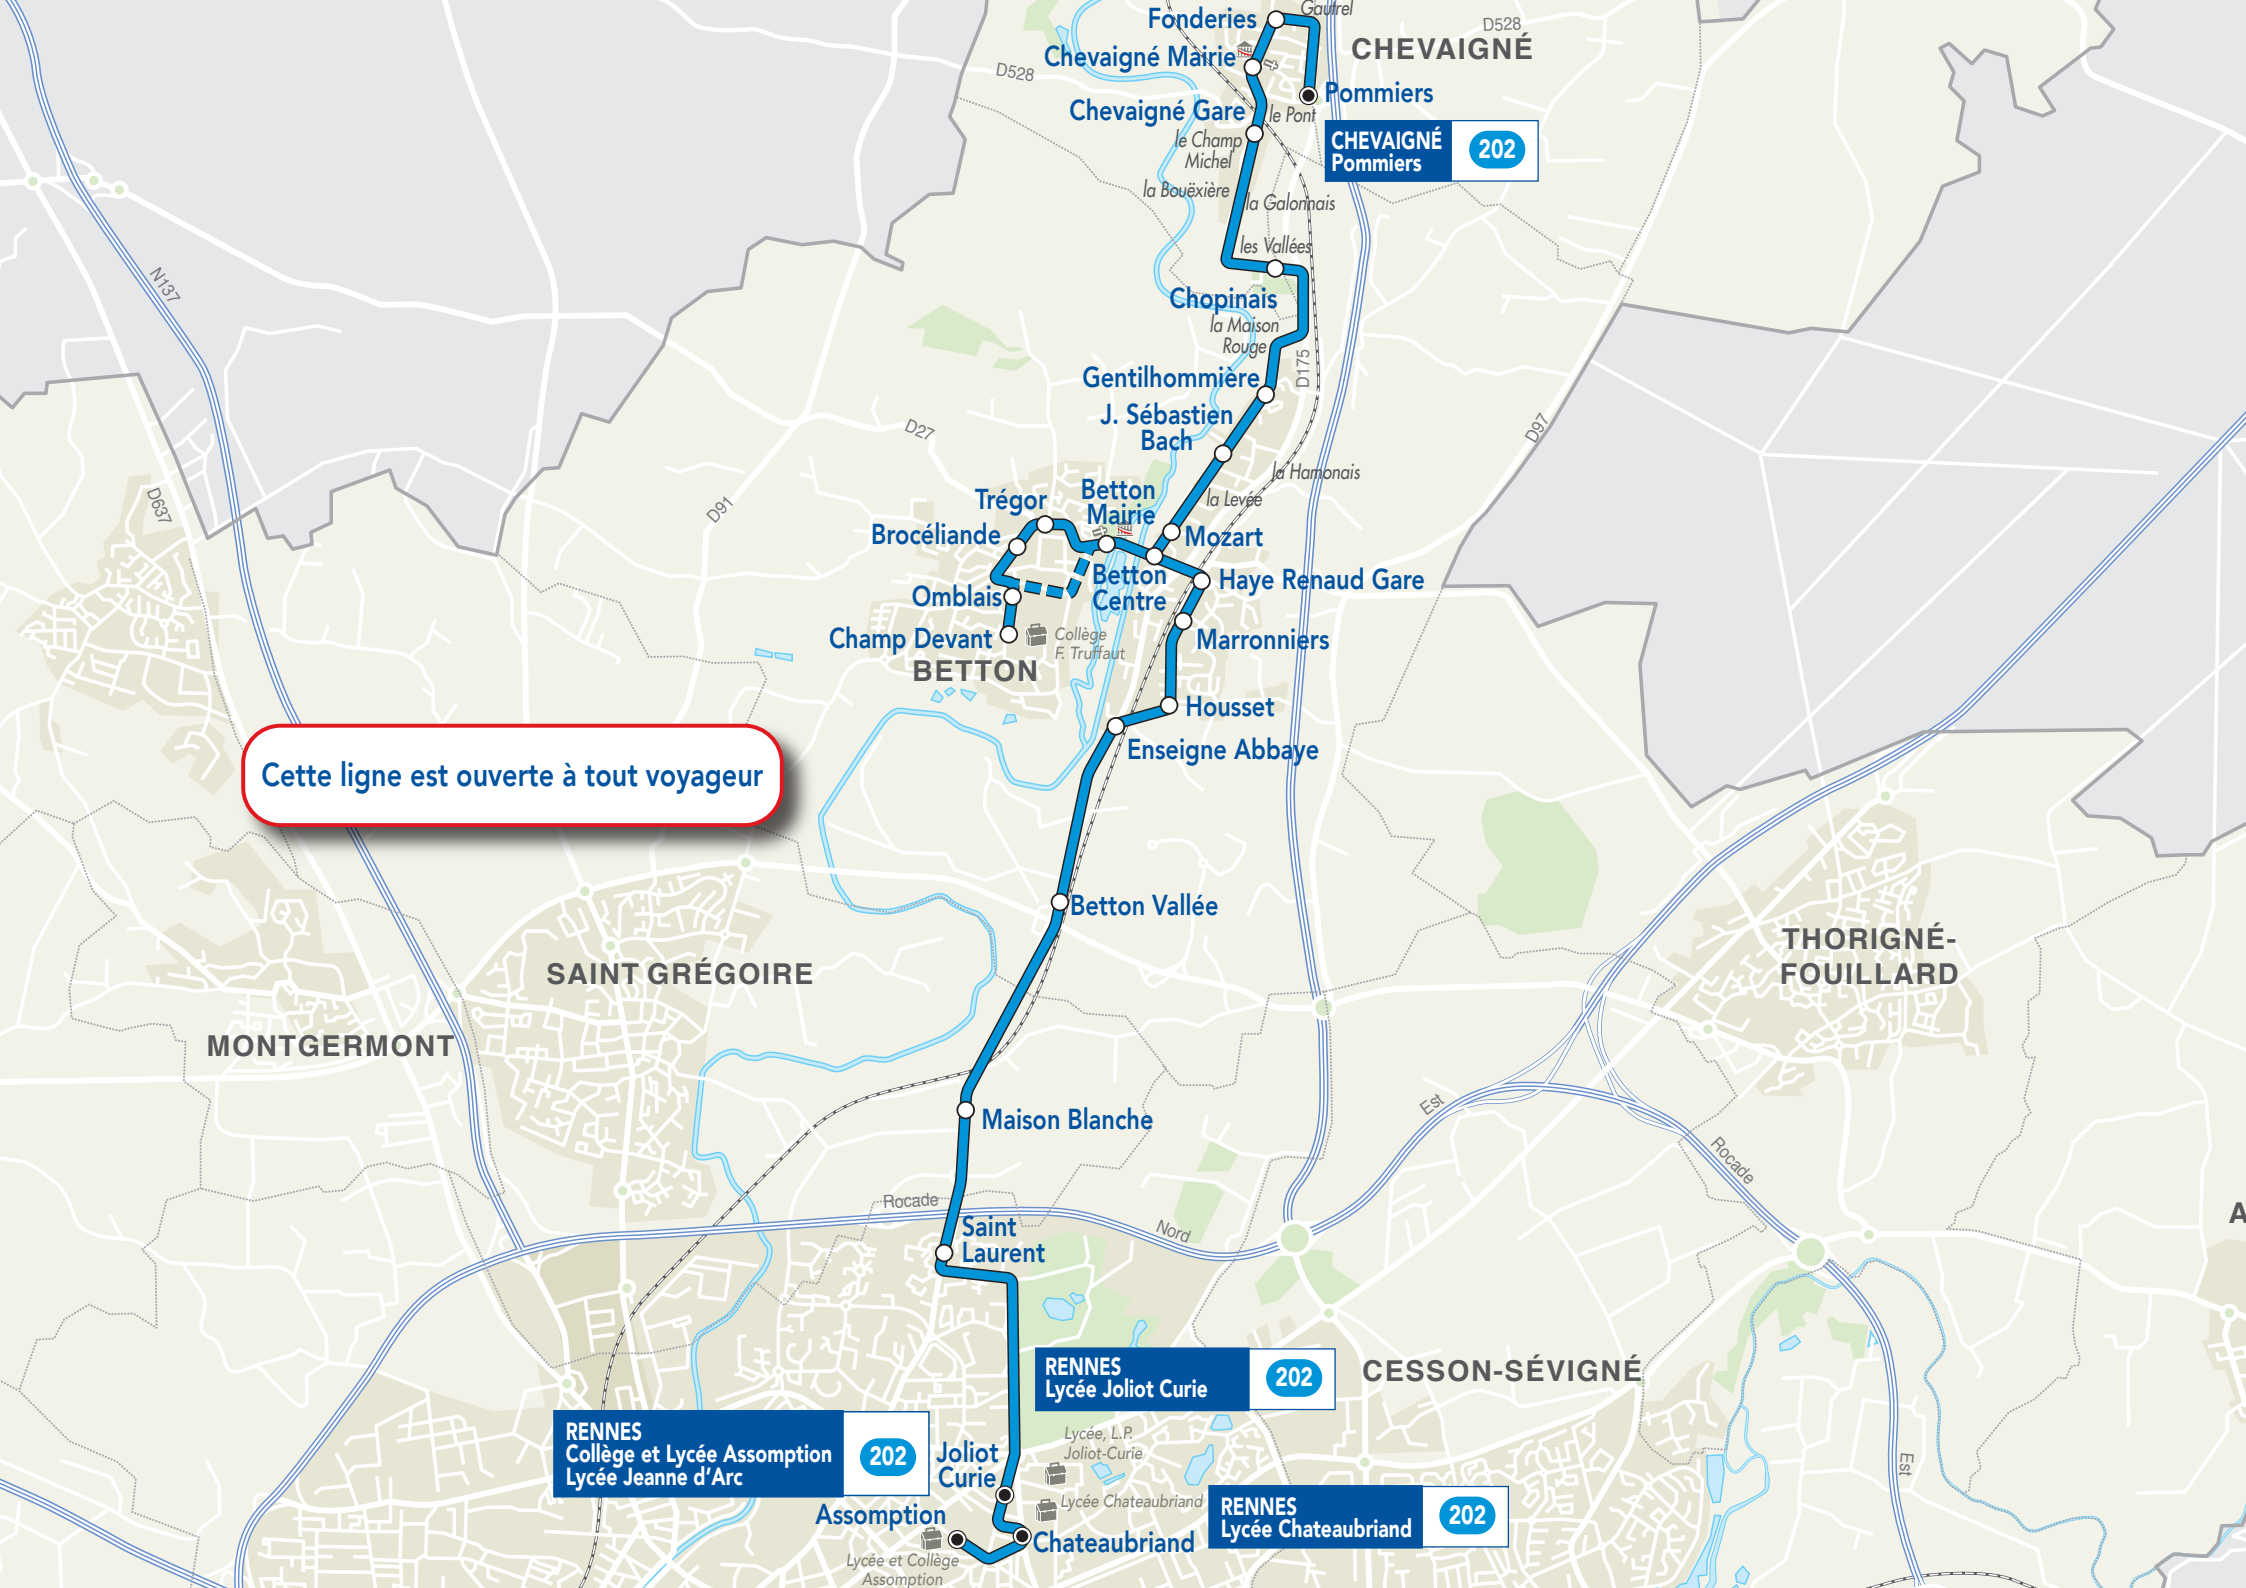 Gautrel
Fonderies
D528
CHEVAIGNÉ
Chevaigné Mairie
D528
Pommiers
Chevaigné Gare
le Pont
le Champ
Michel
CHEVAIGNÉ
Pommiers
202
la Bouëxière
la Galonnais
les Vallées
N137
Chopinais
la Maison
Rouge
D175
Gentilhommière
J. Sébastien
Bach
D27
D97
la Hamonais
la Levée
D637
D91
Trégor
Betton
Mairie
Brocéliande
Mozart
Betton
Centre
Haye Renaud Gare
Omblais
Champ Devant
Collège
F. Truffaut
Marronniers
BETTON
Housset
Enseigne Abbaye
Cette ligne est ouverte à tout voyageur
Betton Vallée
THORIGNÉ-
FOUILLARD
SAINT GRÉGOIRE
MONTGERMONT
Maison Blanche
Est
Rocade
Rocade
Nord
Saint
Laurent
A
RENNES
Lycée Joliot Curie
202
CESSON-SÉVIGNÉ
RENNES
Collège et Lycée Assomption
Lycée Jeanne d'Arc
202
Joliot
Curie
Lycée, L.P.
Joliot-Curie
Est
Lycée Chateaubriand
RENNES
Lycée Chateaubriand
202
Assomption
Chateaubriand
Lycée et Collège
Assomption